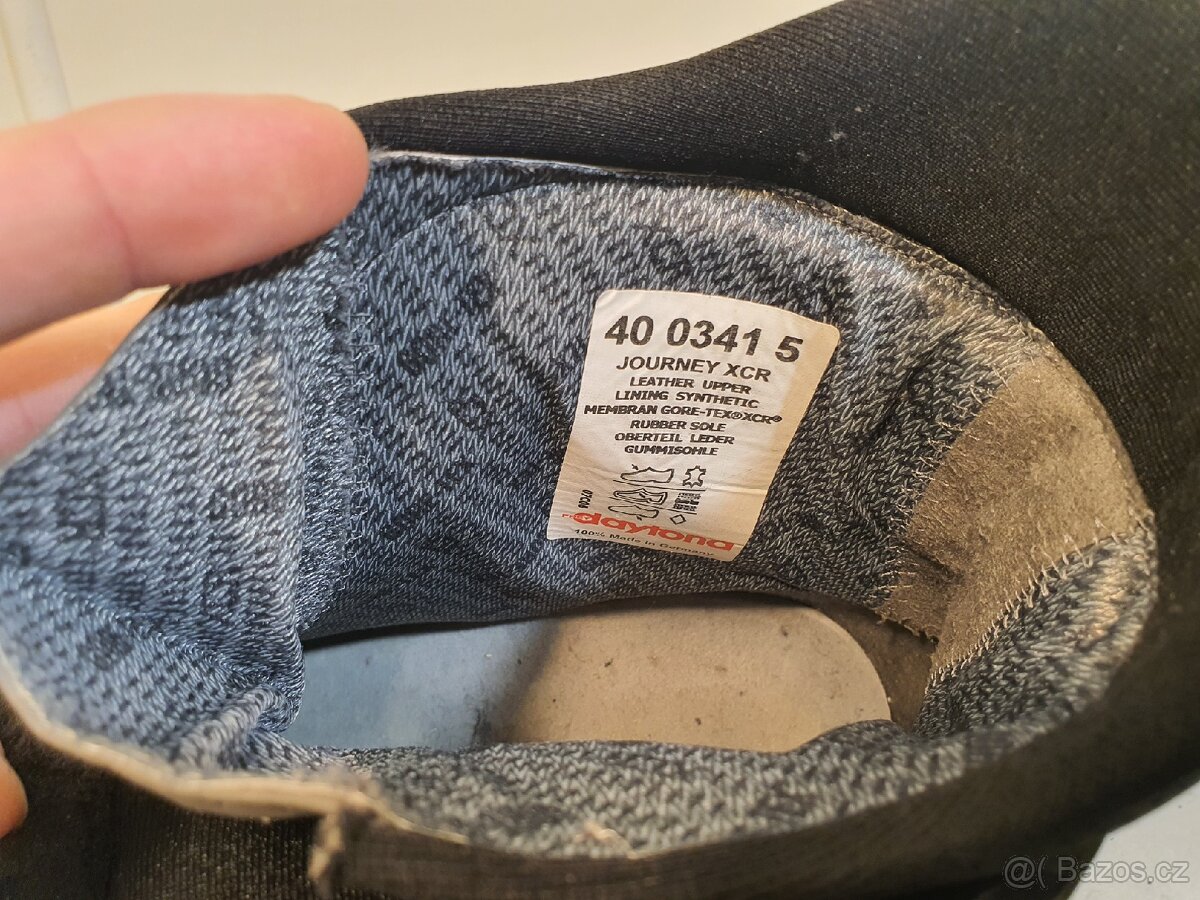 40 0341 5
JOURNEY XCR
LEATHER UPPER
LINING SYNTHETIC
MEMBRAN GORE-TEX®XCR®
RUBBER SOLE
OBERTEIL LEDER
GUMMISOHLE
daytona
100% Made in Germany
@( Bazos.cz